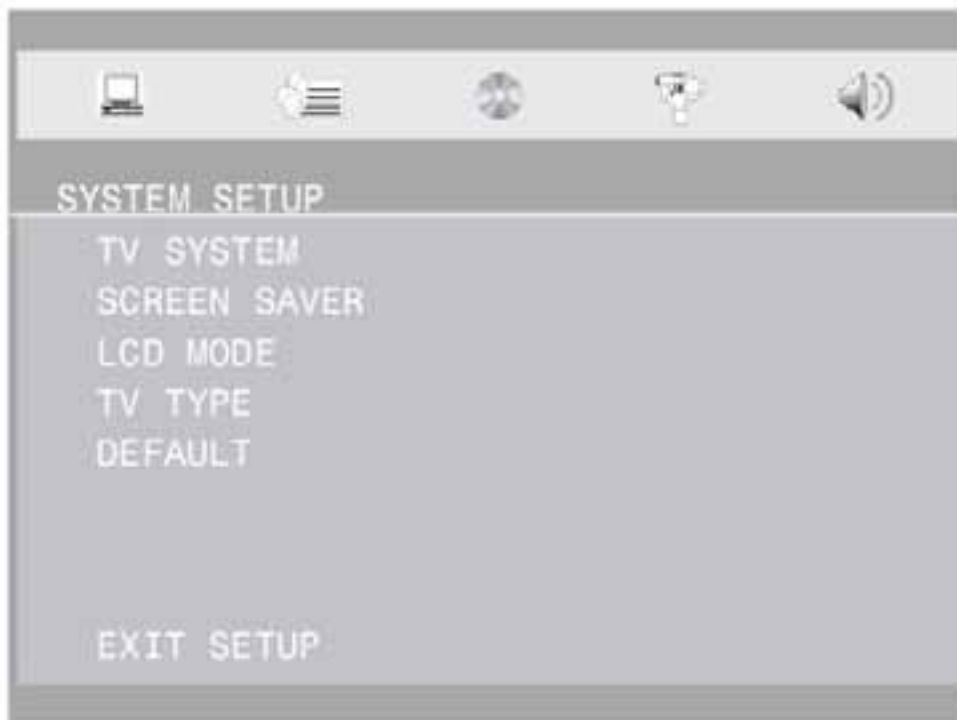 SYSTEM SETUP
TV SYSTEM
SCREEN SAVER
LCD MODE
TV TYPE
DEFAULT
EXIT SETUP